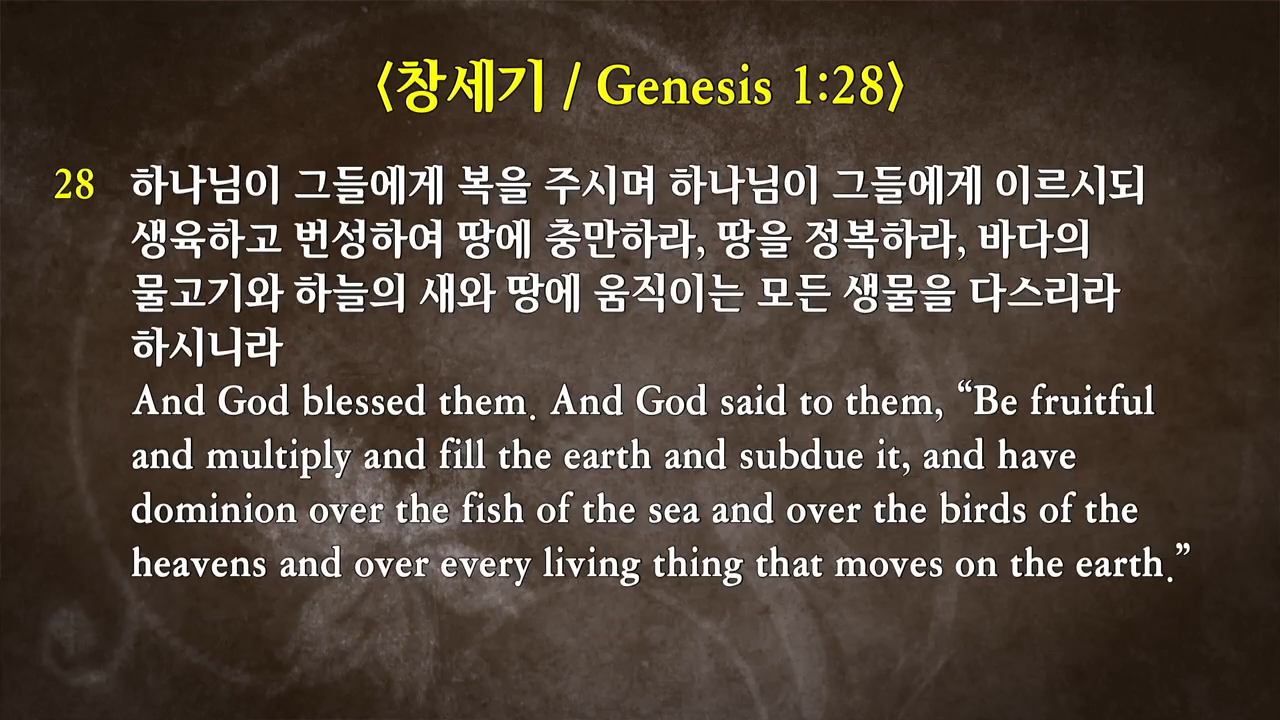 〈창세기 / Genesis 1:28〉
28 하나님이 그들에게 복을 주시며 하나님이 그들에게 이르시되
생육하고 번성하여 땅에 충만하라, 땅을 정복하라, 바다의
물고기와 하늘의 새와 땅에 움직이는 모든 생물을 다스리라
하시니라
And God blessed them. And God said to them, “Be fruitful
and multiply and fill the earth and subdue it, and have
dominion over the fish of the sea and over the birds of the
heavens and over every living thing that moves on the earth.”